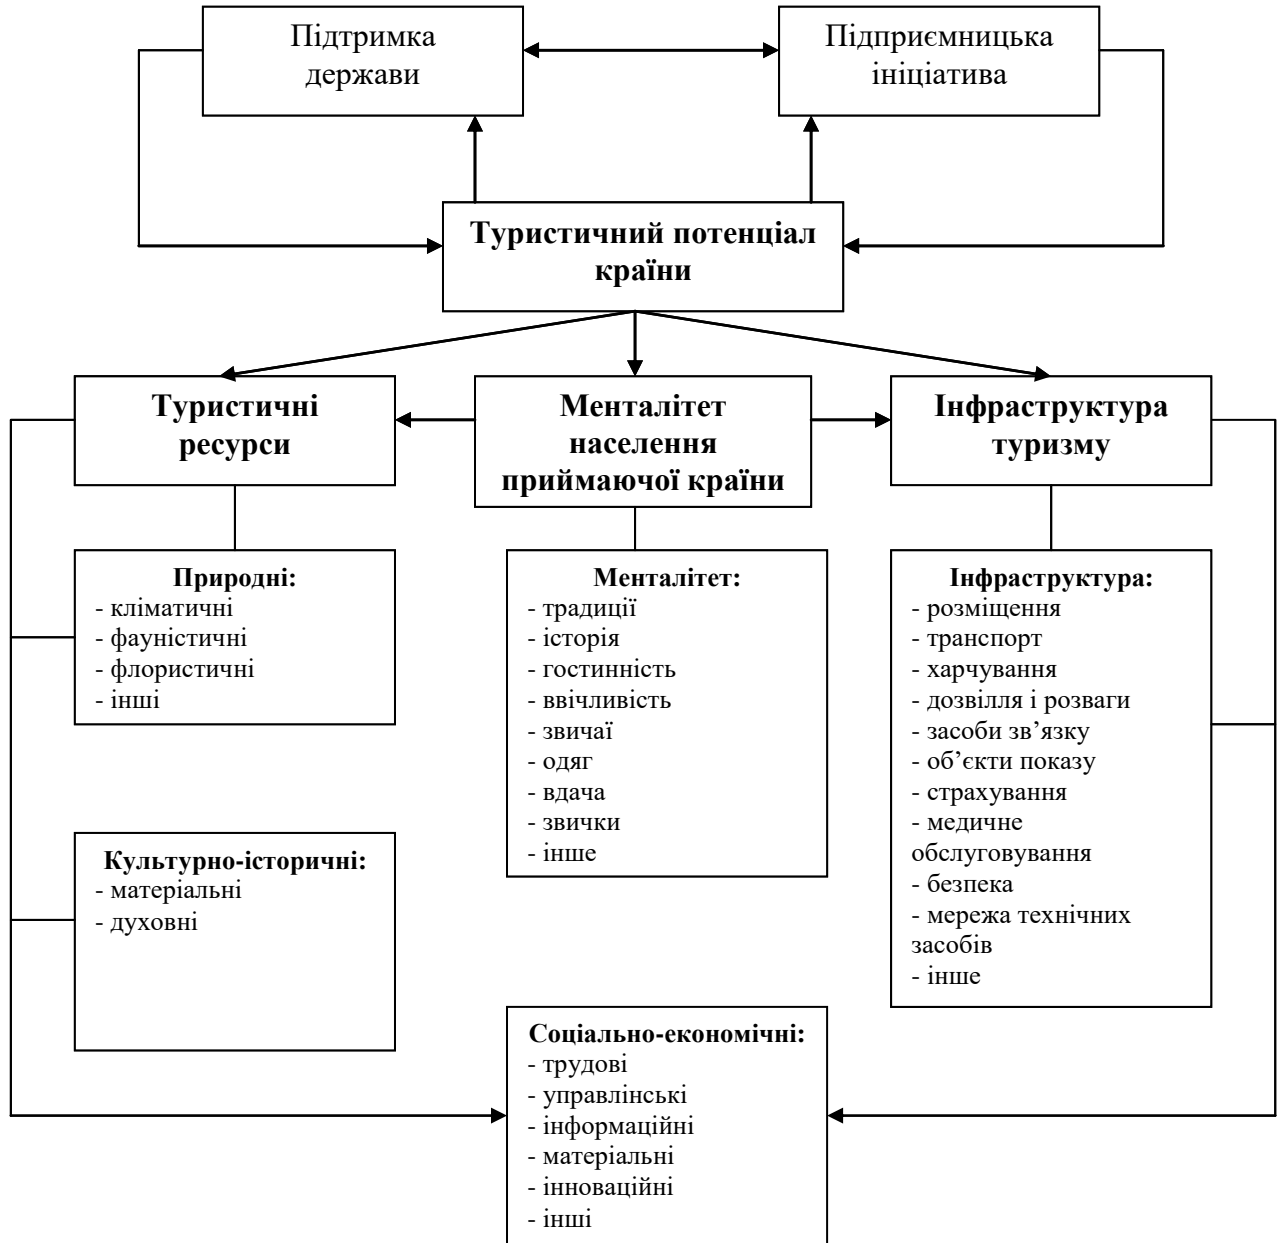 Підтримка
держави
Підприємницька
ініціатива
Туристичний потенціал
країни
Туристичні
ресурси
Менталітет
населення
приймаючої країни
Інфраструктура
туризму
Природні:
- кліматичні
- фауністичні
- флористичні
- інші
Менталітет:
- традиції
- історія
- гостинність
- ввічливість
- звичаї
- одяг
- вдача
- звички
- інше
Інфраструктура:
- розміщення
- транспорт
- харчування
- дозвілля і розваги
- засоби зв’язку
- об’єкти показу
- страхування
- медичне
обслуговування
- безпека
- мережа технічних
засобів
- інше
Культурно-історичні:
- матеріальні
- духовні
Соціально-економічні:
- трудові
- управлінські
- інформаційні
- матеріальні
- інноваційні
- інші